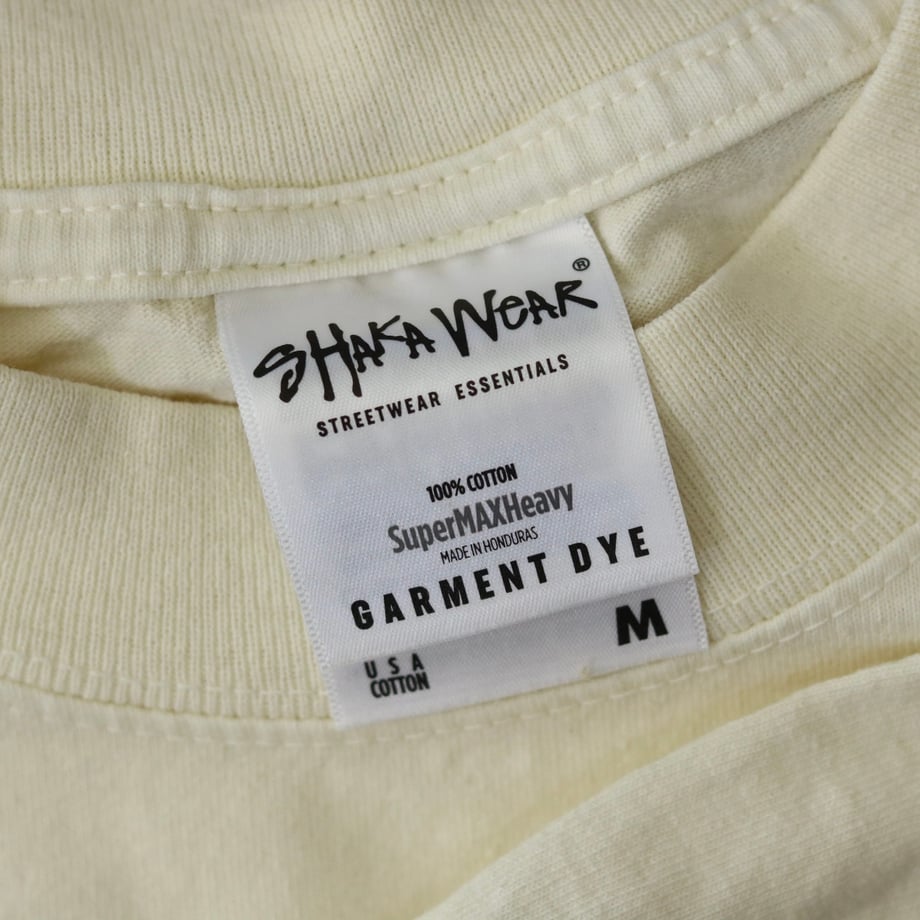 SHAKA WEAR®
STREETWEAR ESSENTIALS
100% COTTON
SuperMAXHeavy
MADE IN HONDURAS
GARMENT DYE
M
USA
COTTON